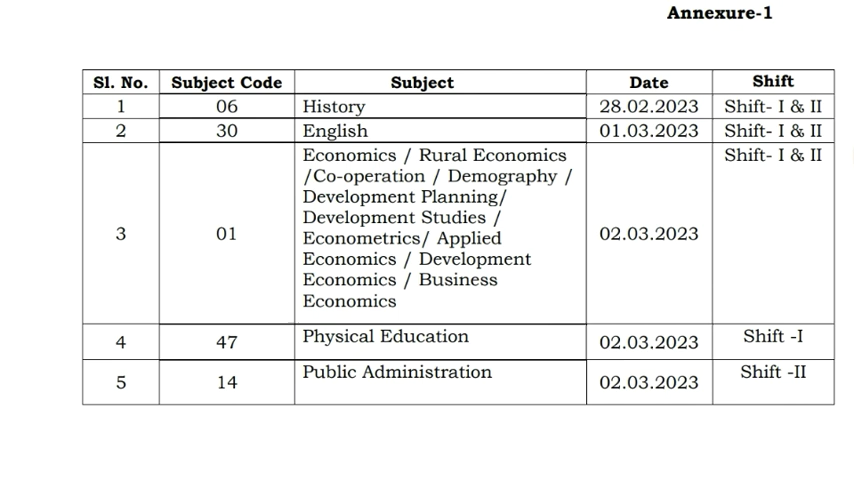 Annexure-1
Sl. No. Subject Code Subject Date Shift
1 06 History 28.02.2023 Shift- I & II
2 30 English 01.03.2023 Shift- I & II
Economics / Rural Economics Shift- I & II
/Co-operation / Demography /
Development Planning/
Development Studies /
3 01 Econometrics/ Applied 02.03.2023
Economics / Development
Economics / Business
Economics
4 47 Physical Education 02.03.2023 Shift -I
5 14 Public Administration 02.03.2023 Shift -II